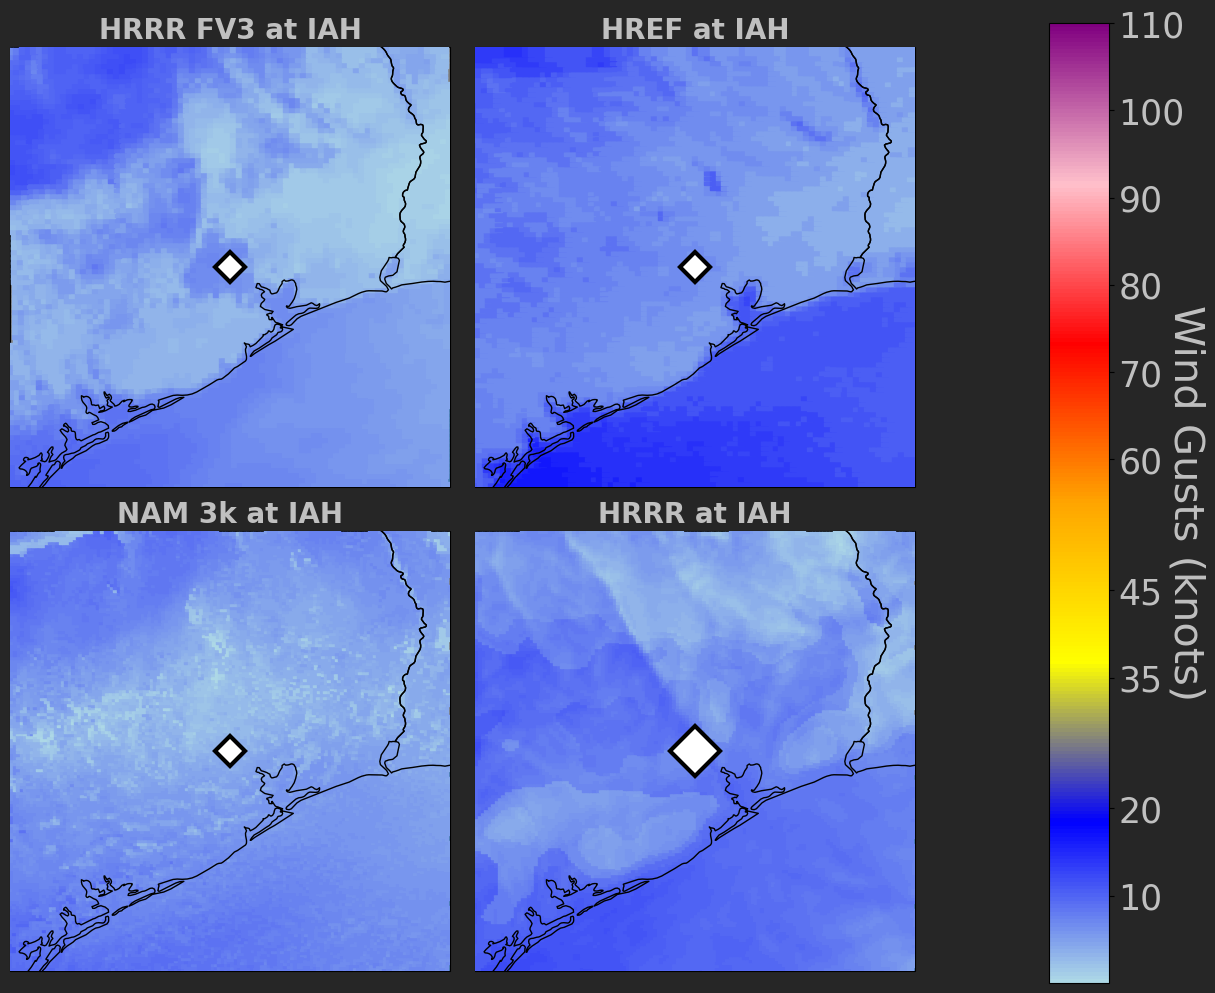 HRRR FV3 at IAH
HREF at IAH
NAM 3k at IAH
HRRR at IAH
110
100
90
80
70
60
45
35
20
10
Wind Gusts (knots)